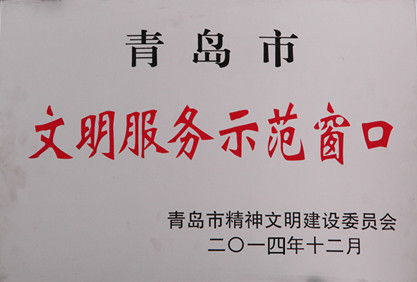 青岛市
文明服务示范窗口
青岛市精神文明建设委员会
二〇一四年十二月